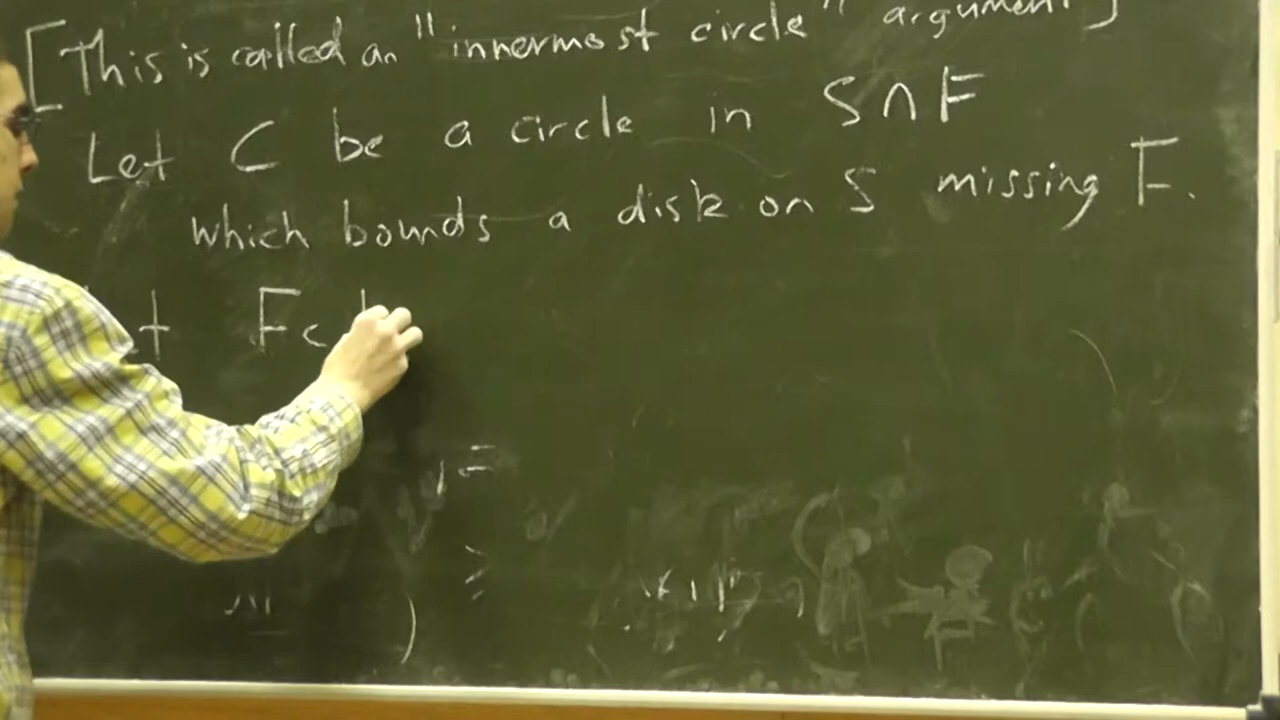 [This is called an "innermost circle" argument]
Let C be a circle in S∩F
which bounds a disk on S missing F.
F